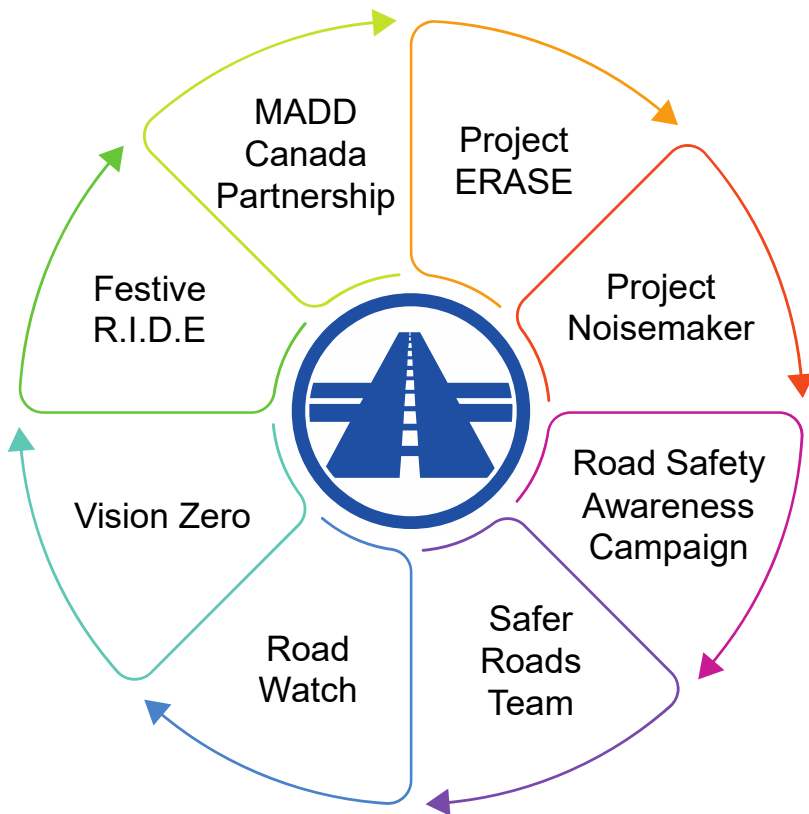 MADD
Canada
Partnership
Project
ERASE
Project
Noisemaker
Road Safety
Awareness
Campaign
Safer
Roads
Team
Road
Watch
Vision Zero
Festive
R.I.D.E